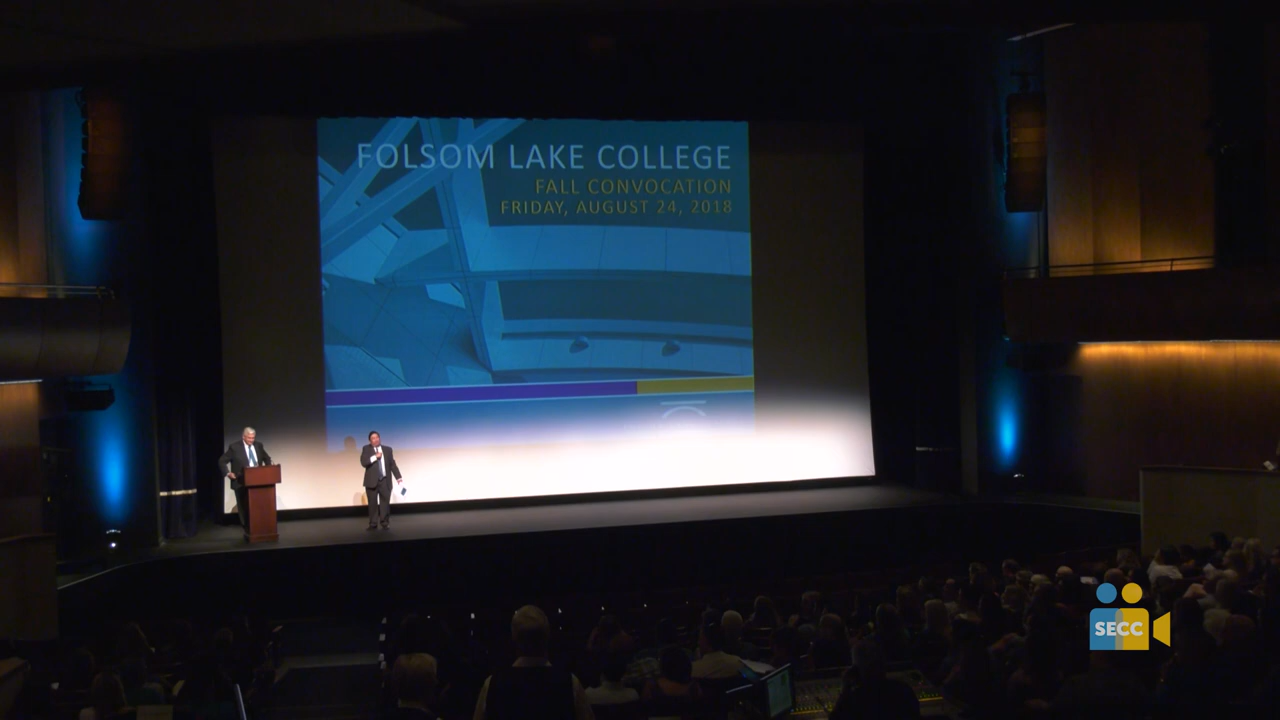 FOLSOM LAKE COLLEGE
FALL CONVOCATION
FRIDAY, AUGUST 24, 2018
SECC